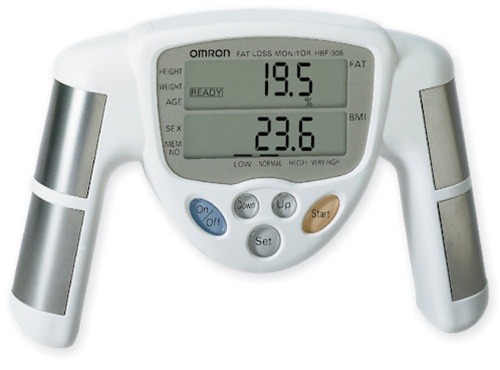 OMRON FAT LOSS MONITOR HBF-306
HEIGHT 19.5 FAT
WEIGHT READY
AGE %
SEX 23.6 BMI
MEM
NO.
LOW NORMAL HIGH VERY HIGH
On/Off Down Up Start
Set